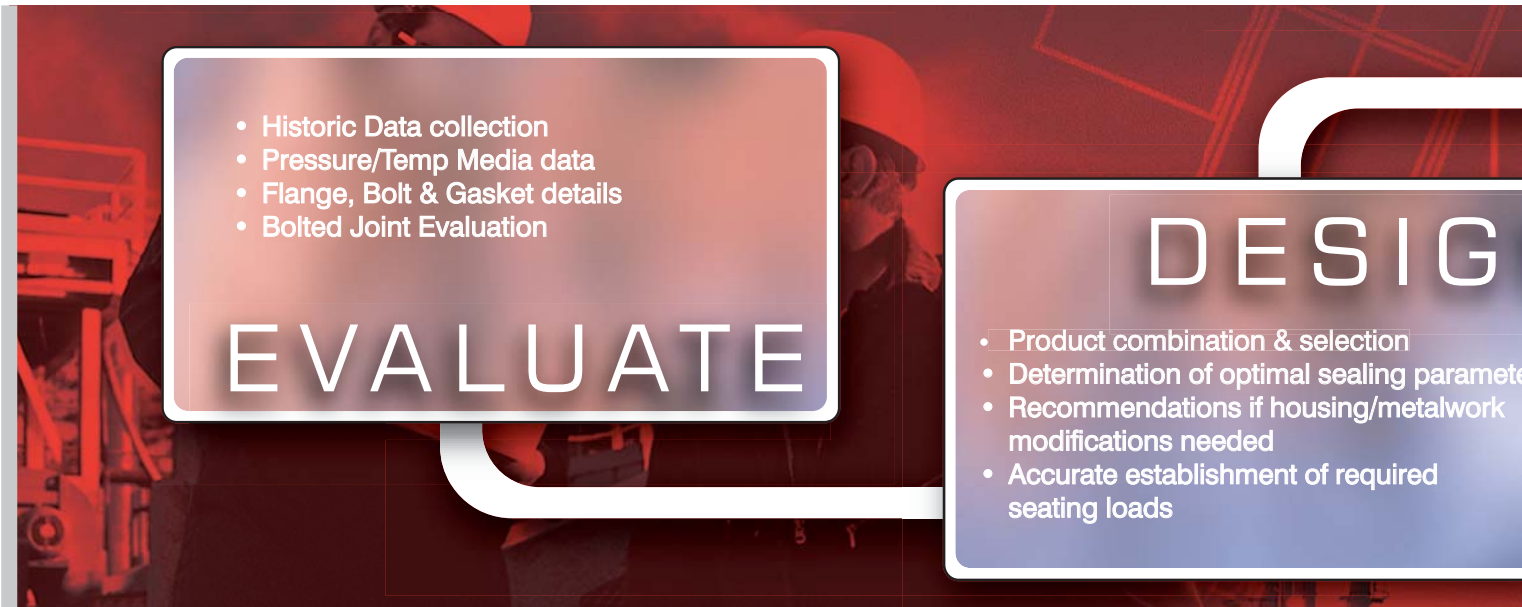 • Historic Data collection
• Pressure/Temp Media data
• Flange, Bolt & Gasket details
• Bolted Joint Evaluation
EVALUATE
DESIG
• Product combination & selection
• Determination of optimal sealing paramete
• Recommendations if housing/metalwork
modifications needed
• Accurate establishment of required
seating loads